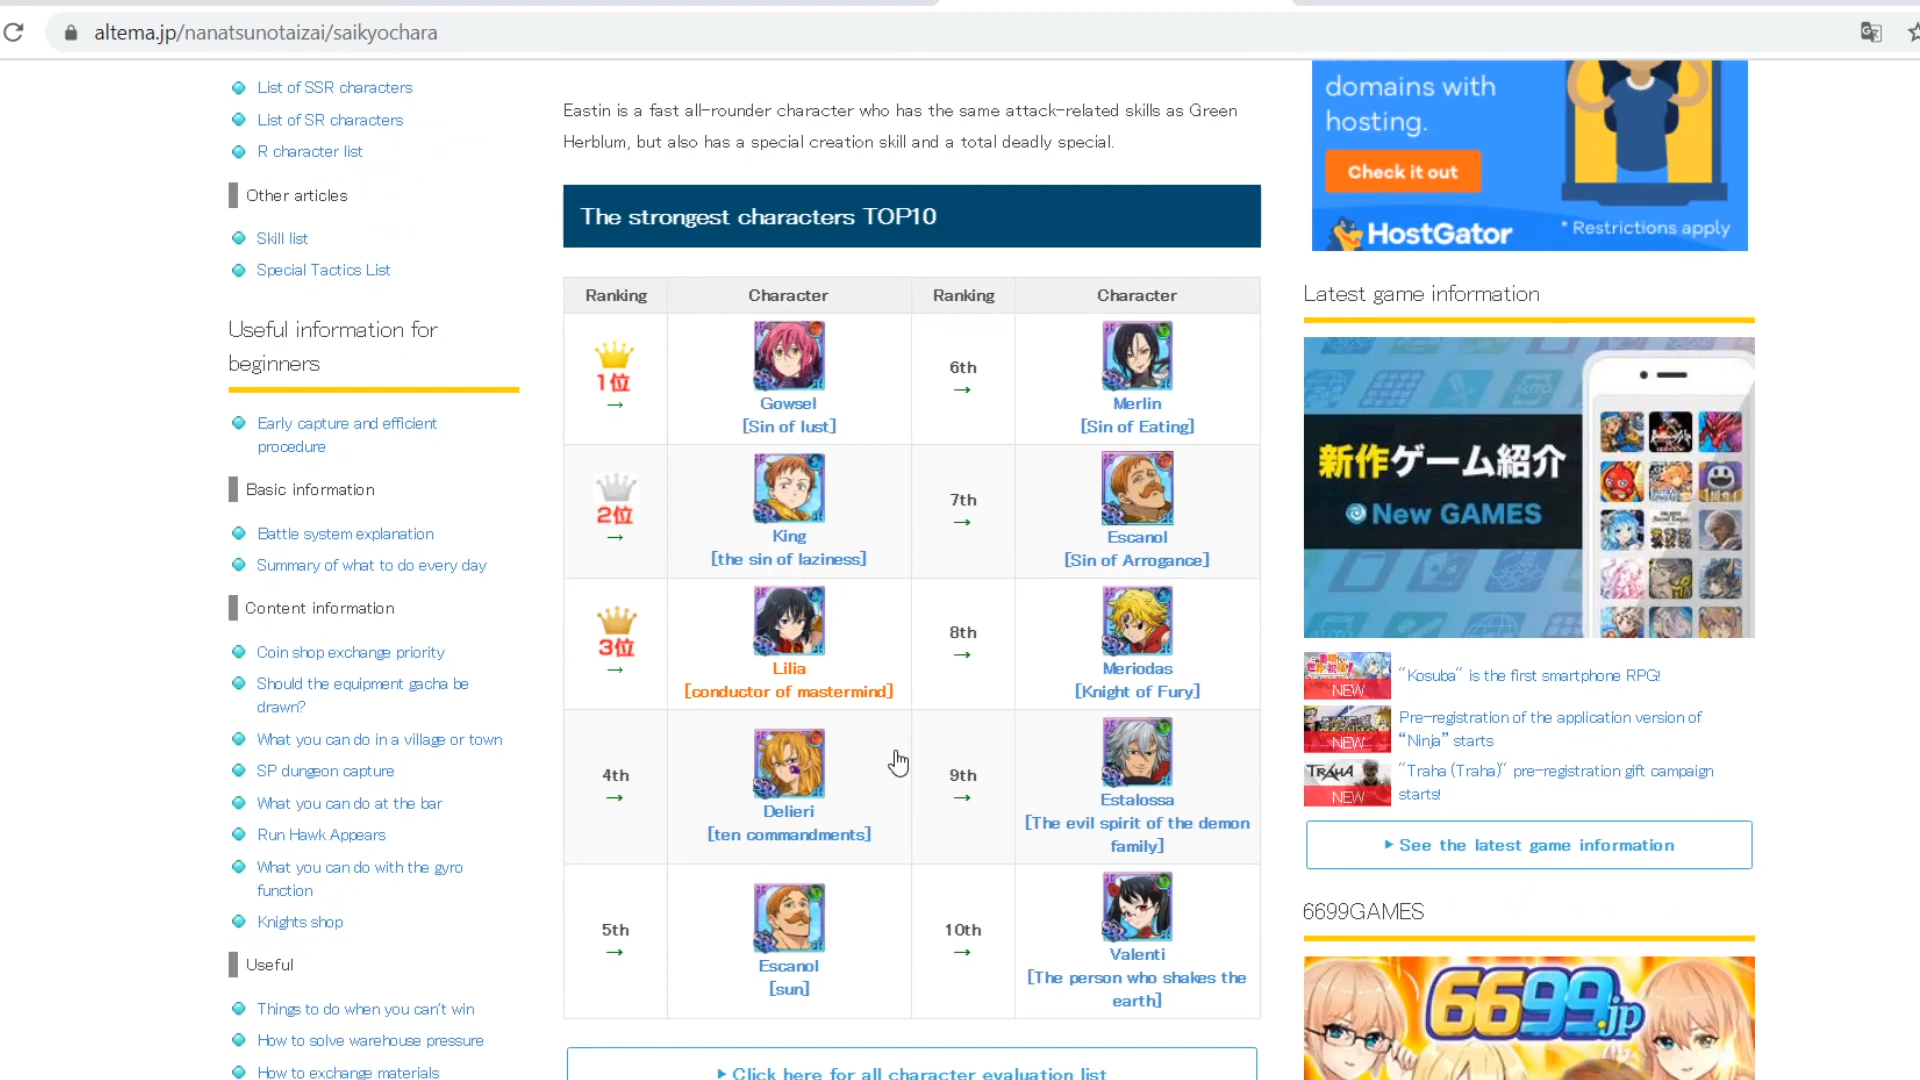 altema.jp/nanatsunotaizai/saikyochara
List of SSR characters
List of SR characters
R character list
Other articles
Skill list
Special Tactics List
Useful information for
beginners
Early capture and efficient
procedure
Basic information
Battle system explanation
Summary of what to do every day
Content information
Coin shop exchange priority
Should the equipment gacha be
drawn?
What you can do in a village or town
SP dungeon capture
What you can do at the bar
Run Hawk Appears
What you can do with the gyro
function
Knights shop
Useful
Things to do when you can't win
How to solve warehouse pressure
How to exchange materials
Eastin is a fast all-rounder character who has the same attack-related skills as Green
Herblum, but also has a special creation skill and a total deadly special.
The strongest characters TOP10
Ranking Character Ranking Character
1位
→
Gowsel
[Sin of lust]
6th
→
Merlin
[Sin of Eating]
2位
→
King
[the sin of laziness]
7th
→
Escanol
[Sin of Arrogance]
3位
→
Lilia
[conductor of mastermind]
8th
→
Meriodas
[Knight of Fury]
4th
→
Delieri
[ten commandments]
9th
→
Estalossa
[The evil spirit of the demon
family]
5th
→
Escanol
[sun]
10th
→
Valenti
[The person who shakes the
earth]
Click here for all character evaluation list
domains with
hosting.
Check it out
HostGator
* Restrictions apply
Latest game information
新作ゲーム紹介
New GAMES
NEW
"Kosuba" is the first smartphone RPG!
NEW
Pre-registration of the application version of
"Ninja" starts
TRAHA
NEW
"Traha (Traha)" pre-registration gift campaign
starts!
See the latest game information
6699GAMES
6699.jp